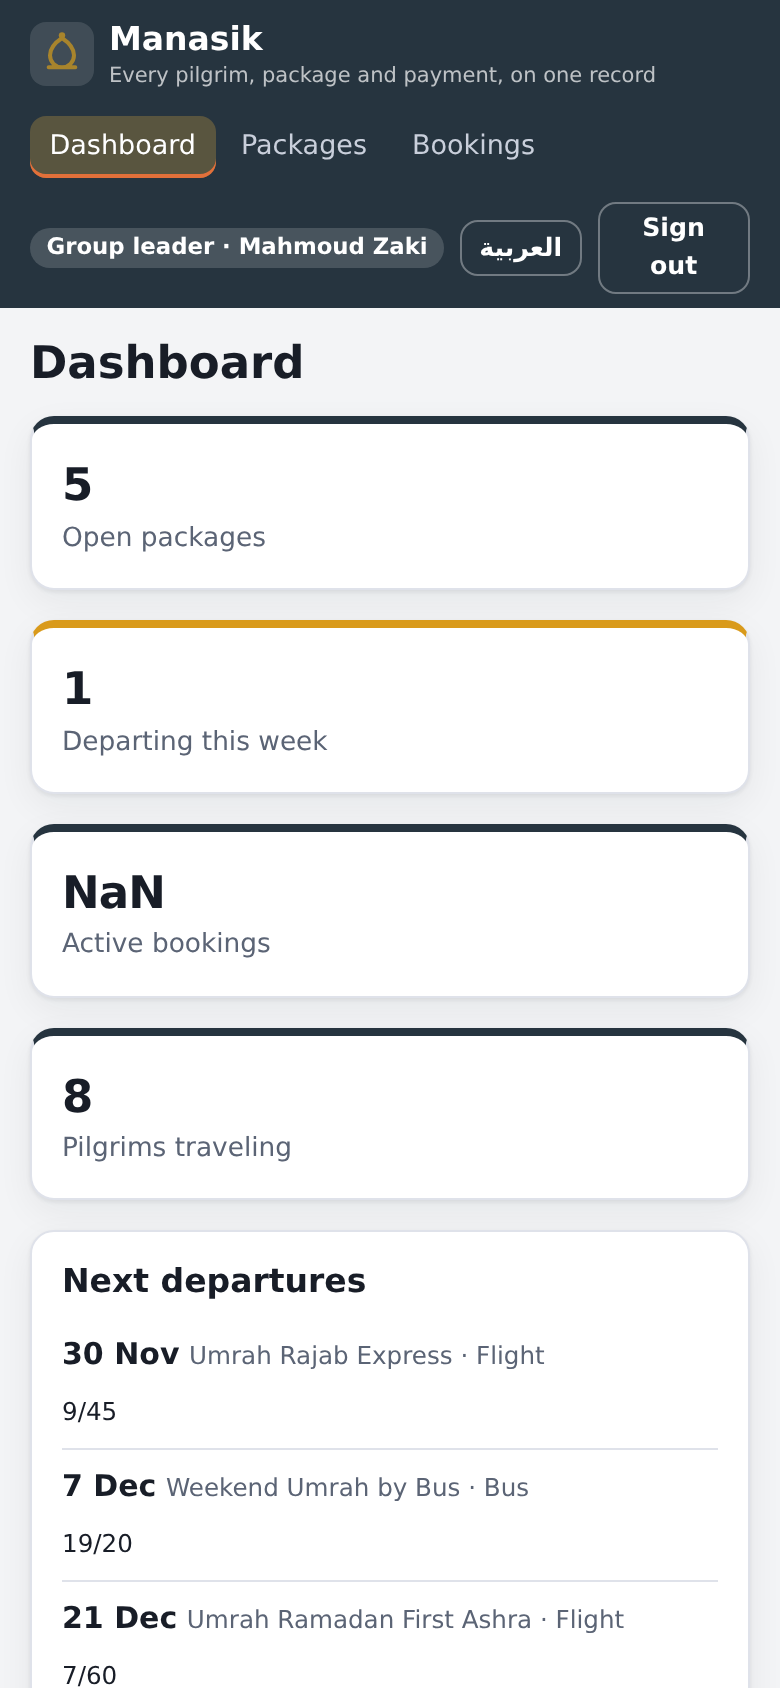 Manasik
Every pilgrim, package and payment, on one record
Dashboard
Packages
Bookings
Group leader · Mahmoud Zaki
العربية
Sign
out
Dashboard
5
Open packages
1
Departing this week
NaN
Active bookings
8
Pilgrims traveling
Next departures
30 Nov Umrah Rajab Express · Flight
9/45
7 Dec Weekend Umrah by Bus · Bus
19/20
21 Dec Umrah Ramadan First Ashra · Flight
7/60